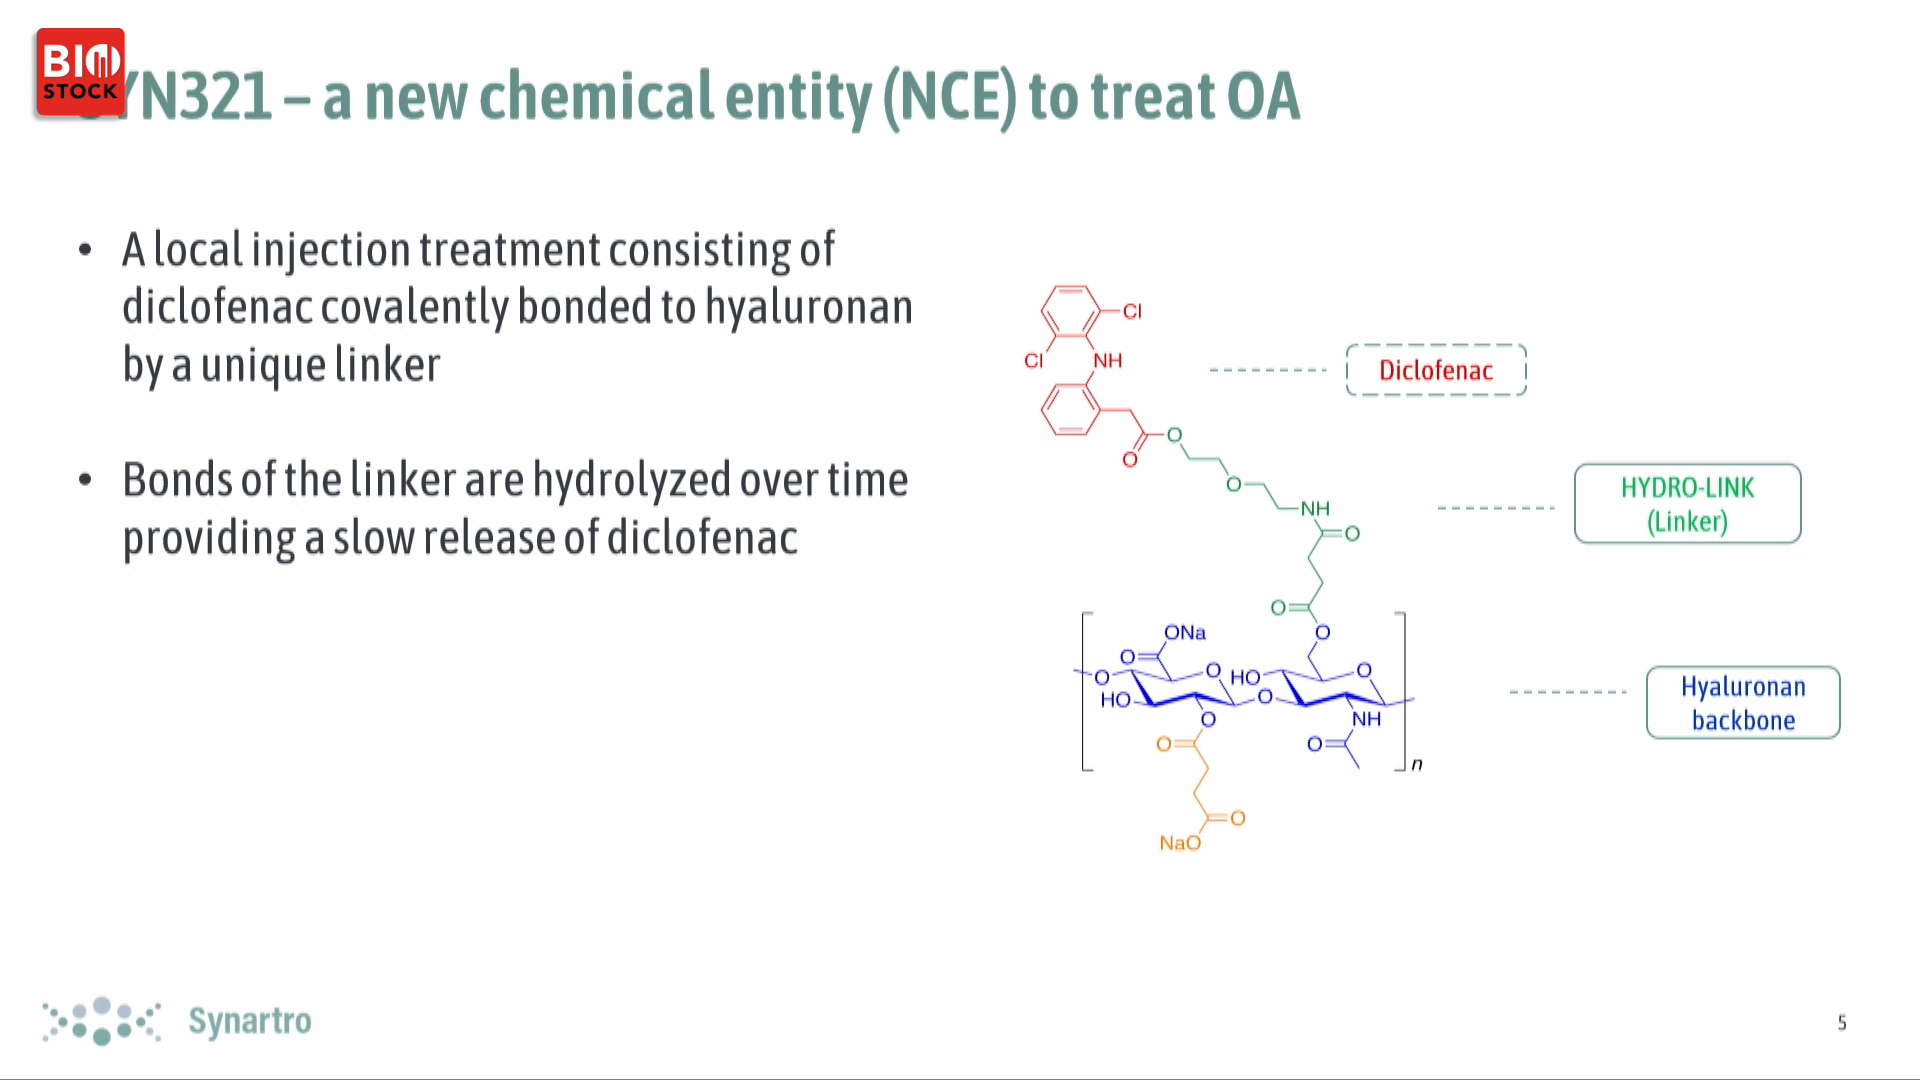 BIO
STOCK
YN321 – a new chemical entity (NCE) to treat OA
• A local injection treatment consisting of
diclofenac covalently bonded to hyaluronan
by a unique linker
• Bonds of the linker are hydrolyzed over time
providing a slow release of diclofenac
Cl
Cl
NH
Diclofenac
O
O
O
HYDRO-LINK
(Linker)
NH
O
O
ONa
O
O
O
O
HO
O
O
HO
O
NH
O
O
O
n
Hyaluronan
backbone
O
NaO
Synartro
5